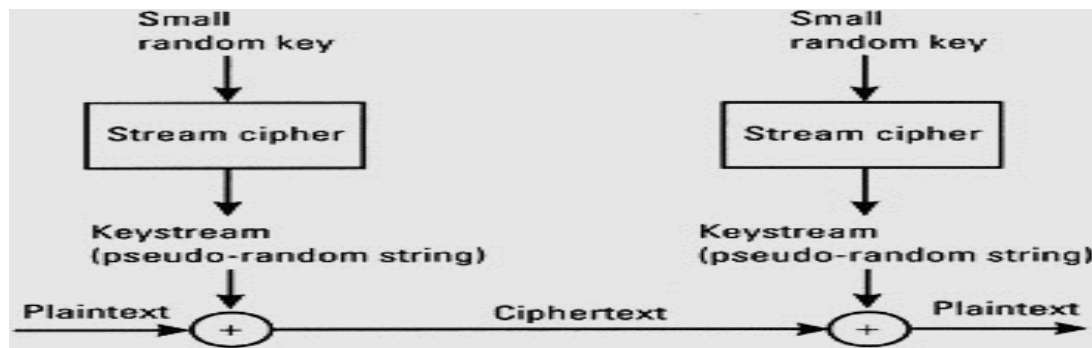 Small
random key
Small
random key
Stream cipher
Stream cipher
Keystream
(pseudo-random string)
Keystream
(pseudo-random string)
Plaintext
+
Ciphertext
+
Plaintext